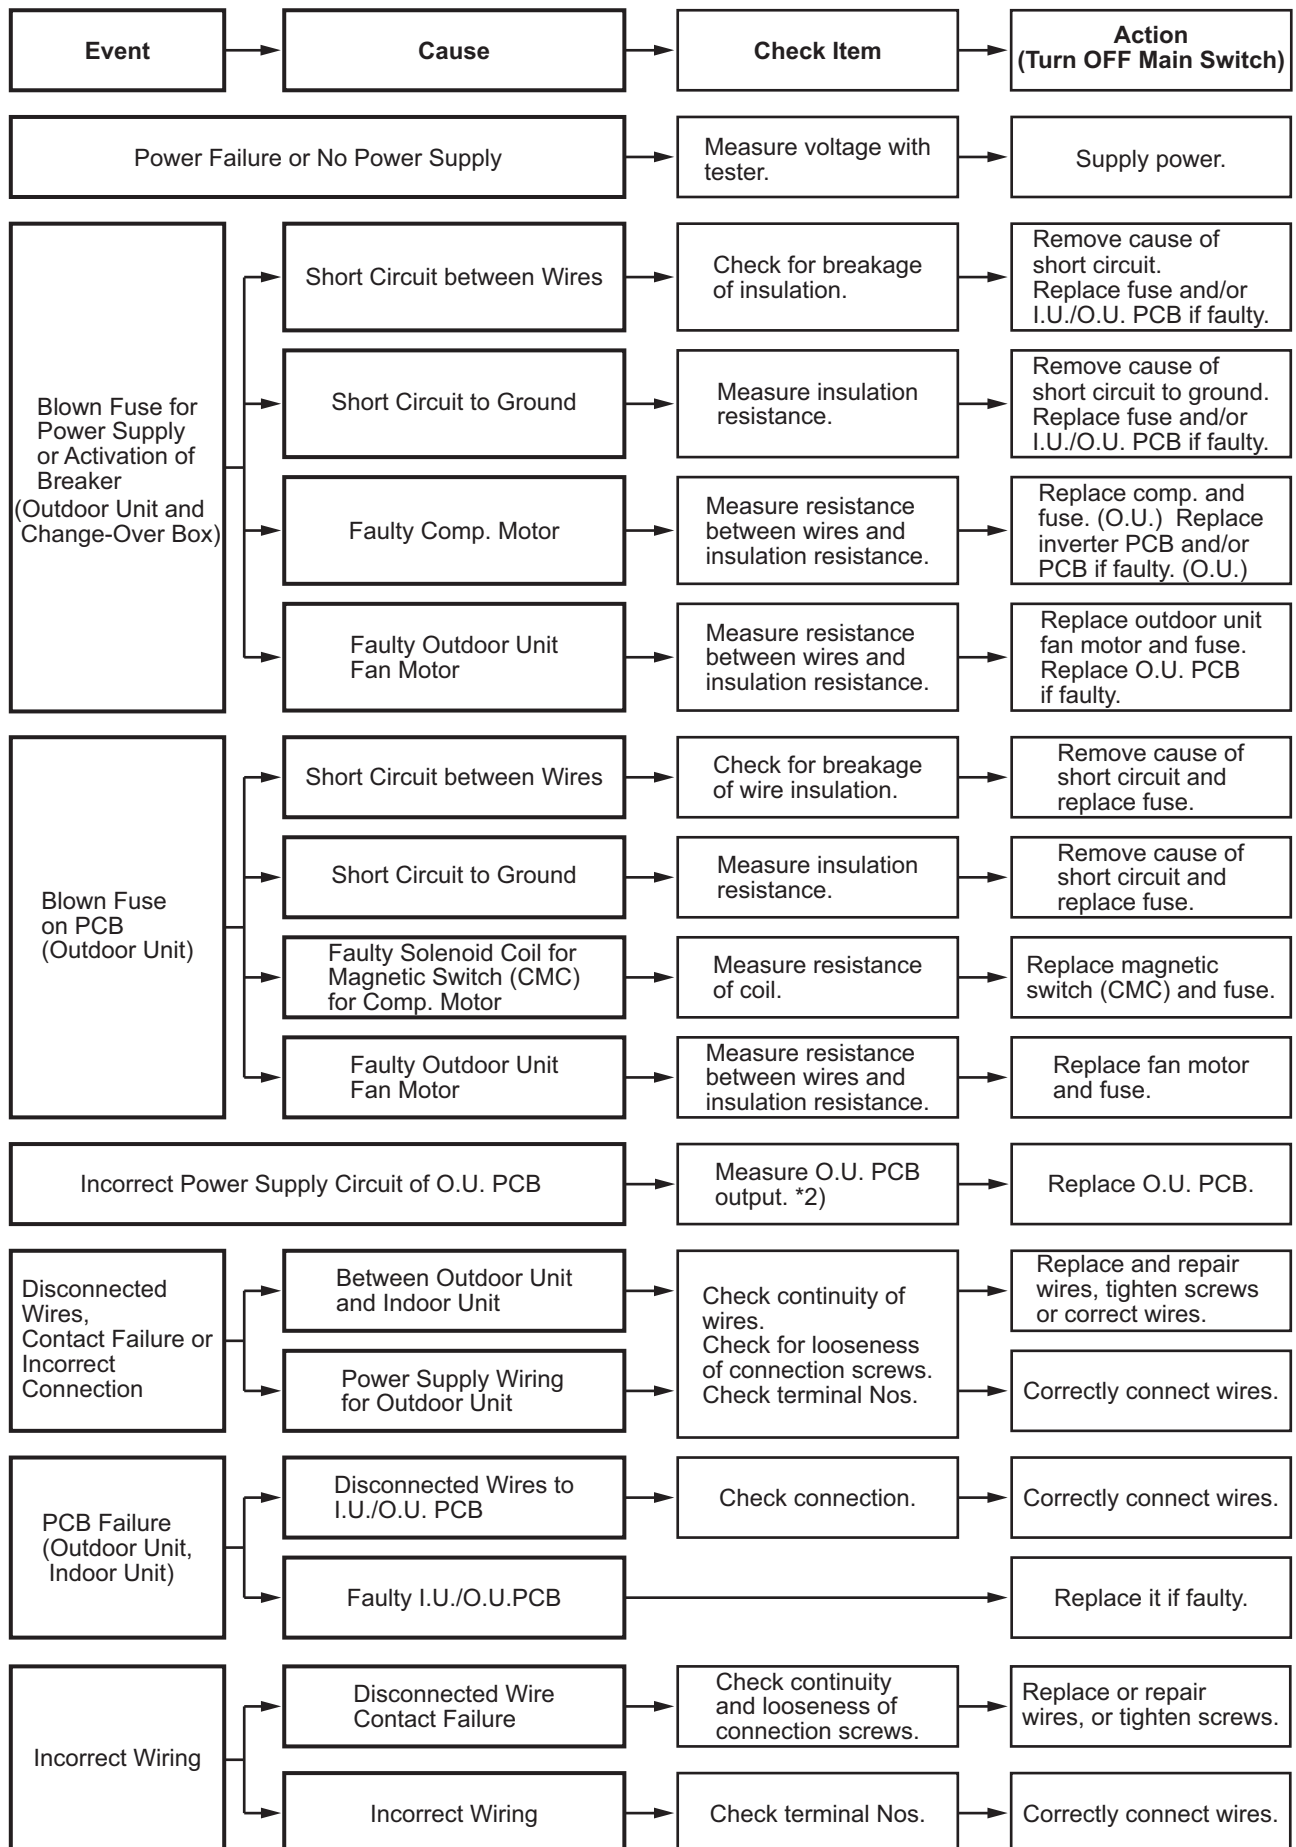 Event
Cause
Check Item
Action
(Turn OFF Main Switch)
Power Failure or No Power Supply
Measure voltage with
tester.
Supply power.
Blown Fuse for
Power Supply
or Activation of
Breaker
(Outdoor Unit and
Change-Over Box)
Short Circuit between Wires
Check for breakage
of insulation.
Remove cause of
short circuit.
Replace fuse and/or
I.U./O.U. PCB if faulty.
Short Circuit to Ground
Measure insulation
resistance.
Remove cause of
short circuit to ground.
Replace fuse and/or
I.U./O.U. PCB if faulty.
Faulty Comp. Motor
Measure resistance
between wires and
insulation resistance.
Replace comp. and
fuse. (O.U.) Replace
inverter PCB and/or
PCB if faulty. (O.U.)
Faulty Outdoor Unit
Fan Motor
Measure resistance
between wires and
insulation resistance.
Replace outdoor unit
fan motor and fuse.
Replace O.U. PCB
if faulty.
Blown Fuse
on PCB
(Outdoor Unit)
Short Circuit between Wires
Check for breakage
of wire insulation.
Remove cause of
short circuit and
replace fuse.
Short Circuit to Ground
Measure insulation
resistance.
Remove cause of
short circuit and
replace fuse.
Faulty Solenoid Coil for
Magnetic Switch (CMC)
for Comp. Motor
Measure resistance
of coil.
Replace magnetic
switch (CMC) and fuse.
Faulty Outdoor Unit
Fan Motor
Measure resistance
between wires and
insulation resistance.
Replace fan motor
and fuse.
Incorrect Power Supply Circuit of O.U. PCB
Measure O.U. PCB
output. *2)
Replace O.U. PCB.
Disconnected
Wires,
Contact Failure or
Incorrect
Connection
Between Outdoor Unit
and Indoor Unit
Check continuity of
wires.
Check for looseness
of connection screws.
Check terminal Nos.
Replace and repair
wires, tighten screws
or correct wires.
Power Supply Wiring
for Outdoor Unit
Correctly connect wires.
PCB Failure
(Outdoor Unit,
Indoor Unit)
Disconnected Wires to
I.U./O.U. PCB
Check connection.
Correctly connect wires.
Faulty I.U./O.U.PCB
Replace it if faulty.
Incorrect Wiring
Disconnected Wire
Contact Failure
Check continuity
and looseness of
connection screws.
Replace or repair
wires, or tighten screws.
Incorrect Wiring
Check terminal Nos.
Correctly connect wires.